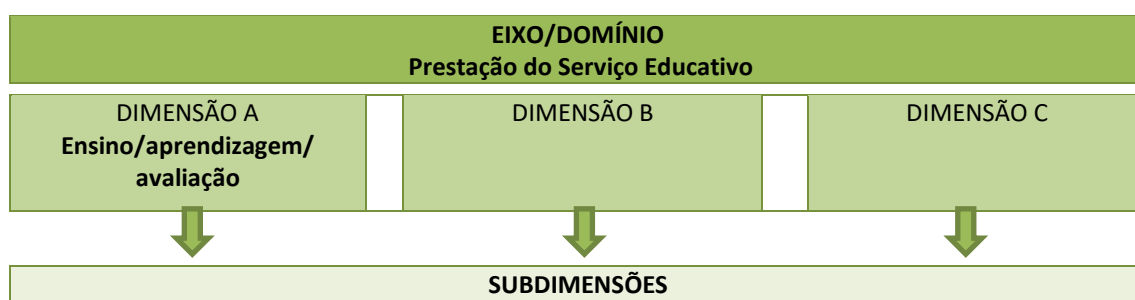 EIXO/DOMÍNIO
Prestação do Serviço Educativo
DIMENSÃO A
Ensino/aprendizagem/
avaliação
DIMENSÃO B
DIMENSÃO C
SUBDIMENSÕES